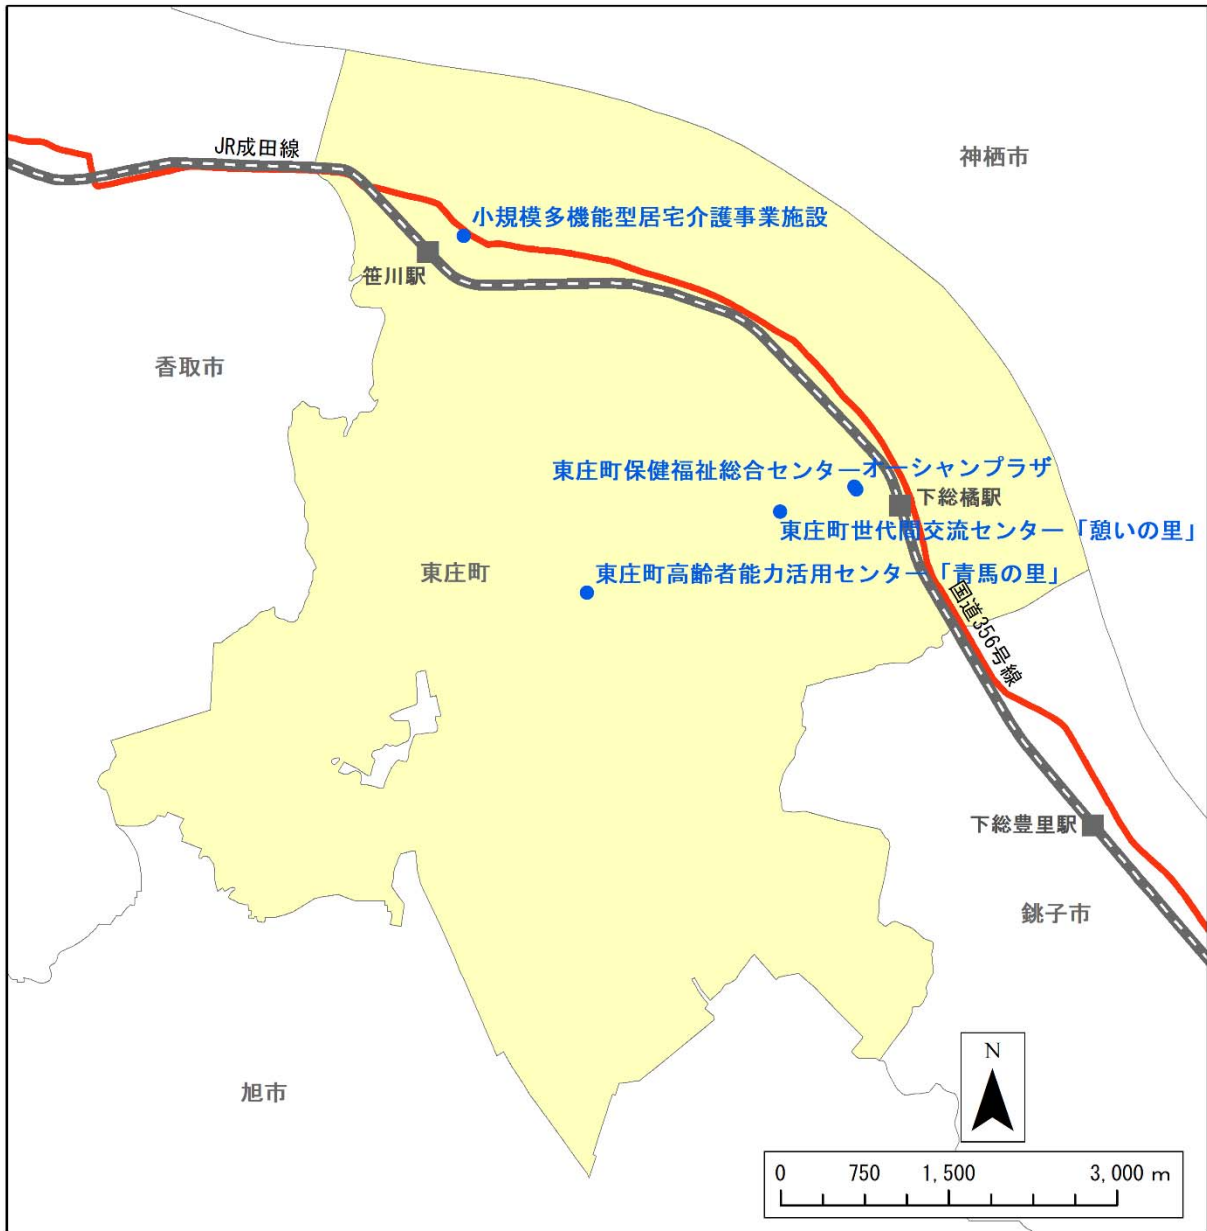 JR成田線
神栖市
小規模多機能型居宅介護事業施設
笹川駅
香取市
東庄町保健福祉総合センターオーシャンプラザ
下総橘駅
東庄町世代間交流センター「憩いの里」
東庄町
東庄町高齢者能力活用センター「青馬の里」
国道356号線
下総豊里駅
銚子市
旭市
N
0 750 1,500 3,000 m